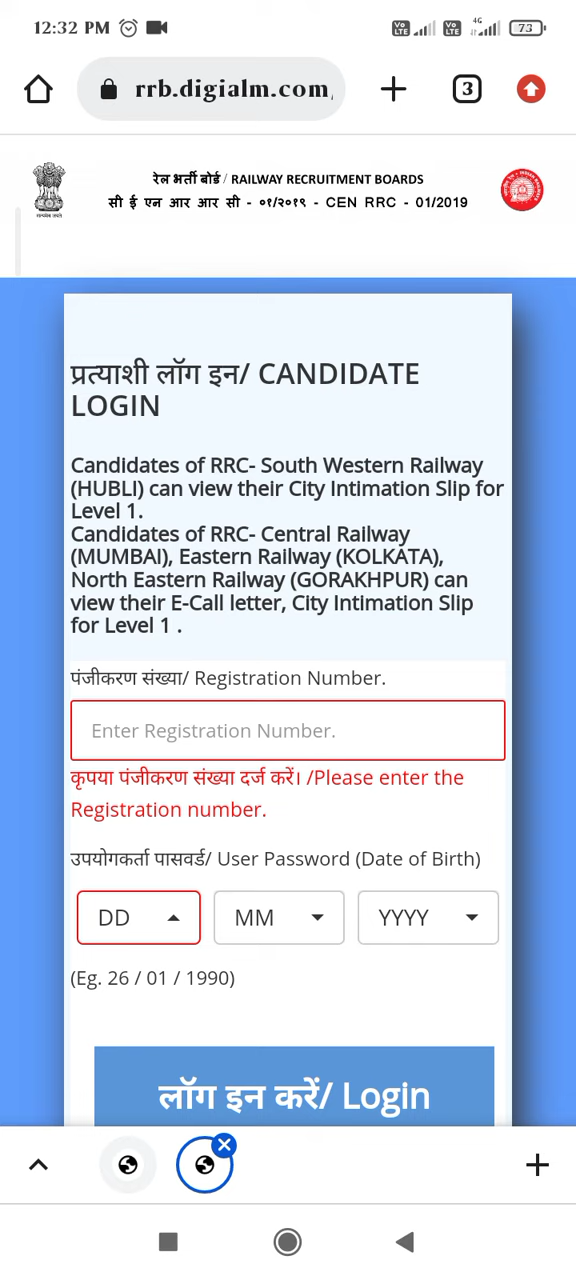 12:32 PM
Vo LTE Vo LTE 4G 73
rrb.digialm.com
3
रेल भर्ती बोर्ड / RAILWAY RECRUITMENT BOARDS
सी ई एन आर आर सी - ०१/२०१९ - CEN RRC - 01/2019
प्रत्याशी लॉग इन/ CANDIDATE
LOGIN
Candidates of RRC- South Western Railway
(HUBLI) can view their City Intimation Slip for
Level 1.
Candidates of RRC- Central Railway
(MUMBAI), Eastern Railway (KOLKATA),
North Eastern Railway (GORAKHPUR) can
view their E-Call letter, City Intimation Slip
for Level 1 .
पंजीकरण संख्या/ Registration Number.
Enter Registration Number.
कृपया पंजीकरण संख्या दर्ज करें। /Please enter the
Registration number.
उपयोगकर्ता पासवर्ड/ User Password (Date of Birth)
DD MM YYYY
(Eg. 26 / 01 / 1990)
लॉग इन करें/ Login